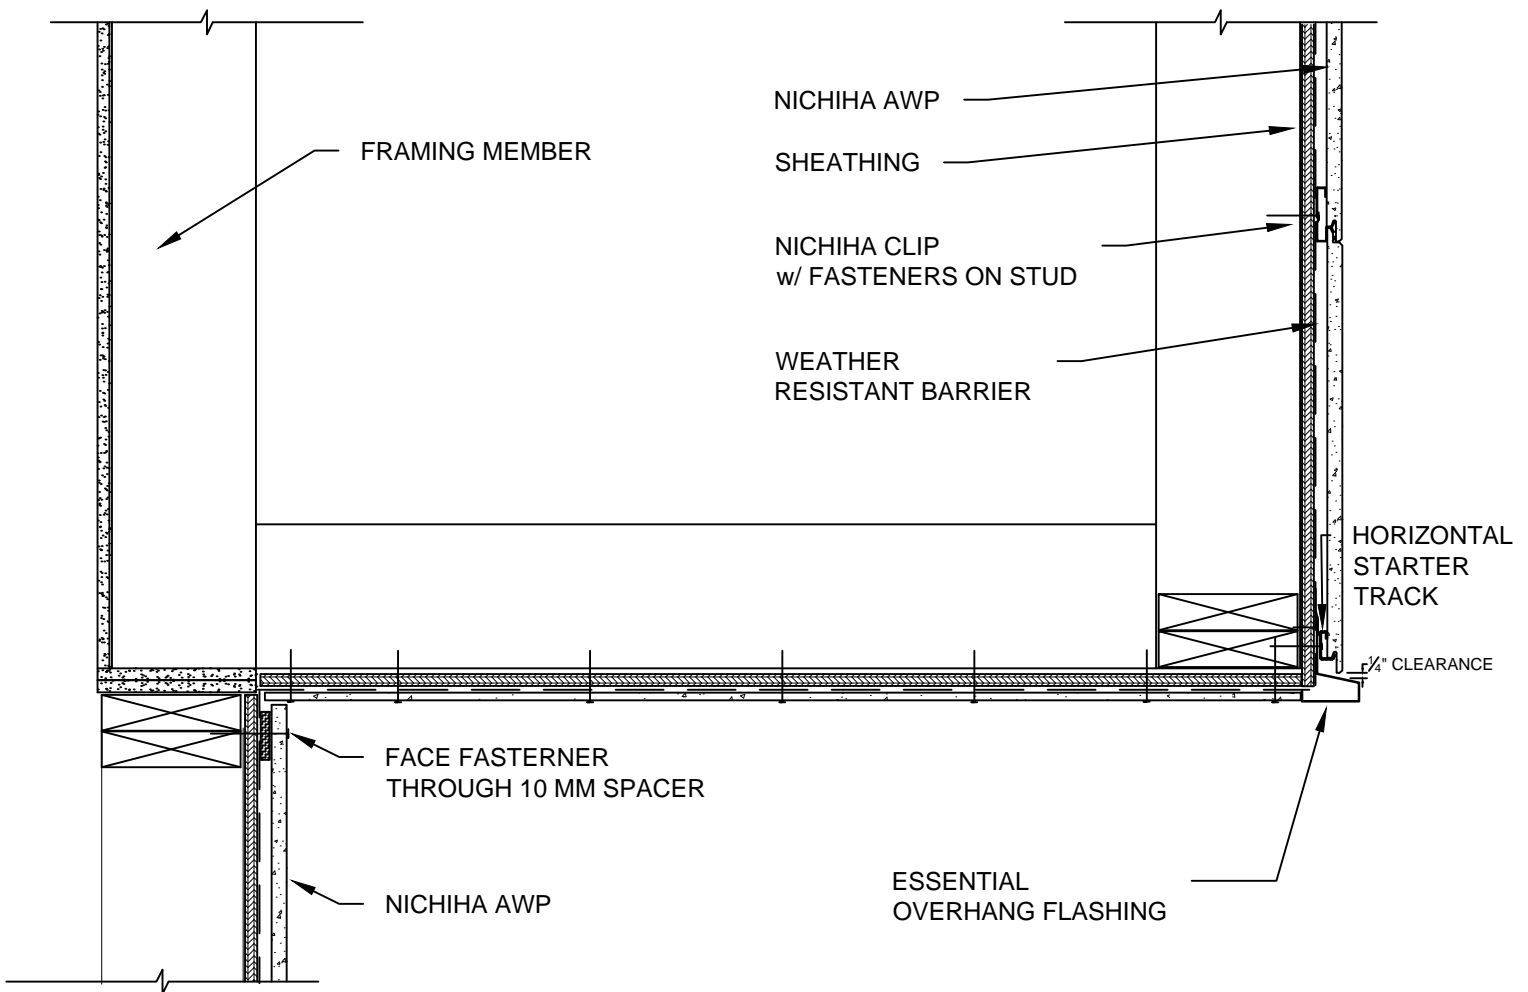 NICHIHA AWP
FRAMING MEMBER
SHEATHING
NICHIHA CLIP
w/ FASTENERS ON STUD
WEATHER
RESISTANT BARRIER
HORIZONTAL
STARTER
TRACK
¼" CLEARANCE
FACE FASTERNER
THROUGH 10 MM SPACER
ESSENTIAL
OVERHANG FLASHING
NICHIHA AWP